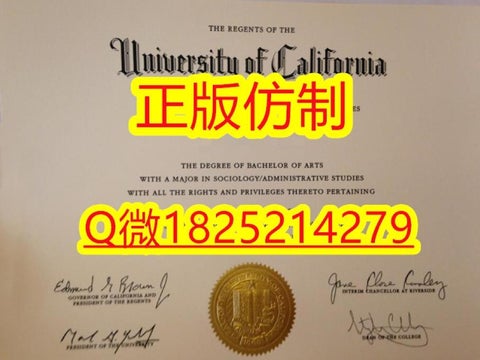 THE REGENTS OF THE
University of California
正版仿制
THE DEGREE OF BACHELOR OF ARTS
WITH A MAJOR IN SOCIOLOGY/ADMINISTRATIVE STUDIES
WITH ALL THE RIGHTS AND PRIVILEGES THERETO PERTAINING
Q微1825214279
GOVERNOR OF CALIFORNIA AND
PRESIDENT OF THE REGENTS
INTERIM CHANCELLOR AT RIVERSIDE
PRESIDENT OF THE UNIVERSITY
DEAN OF THE COLLEGE